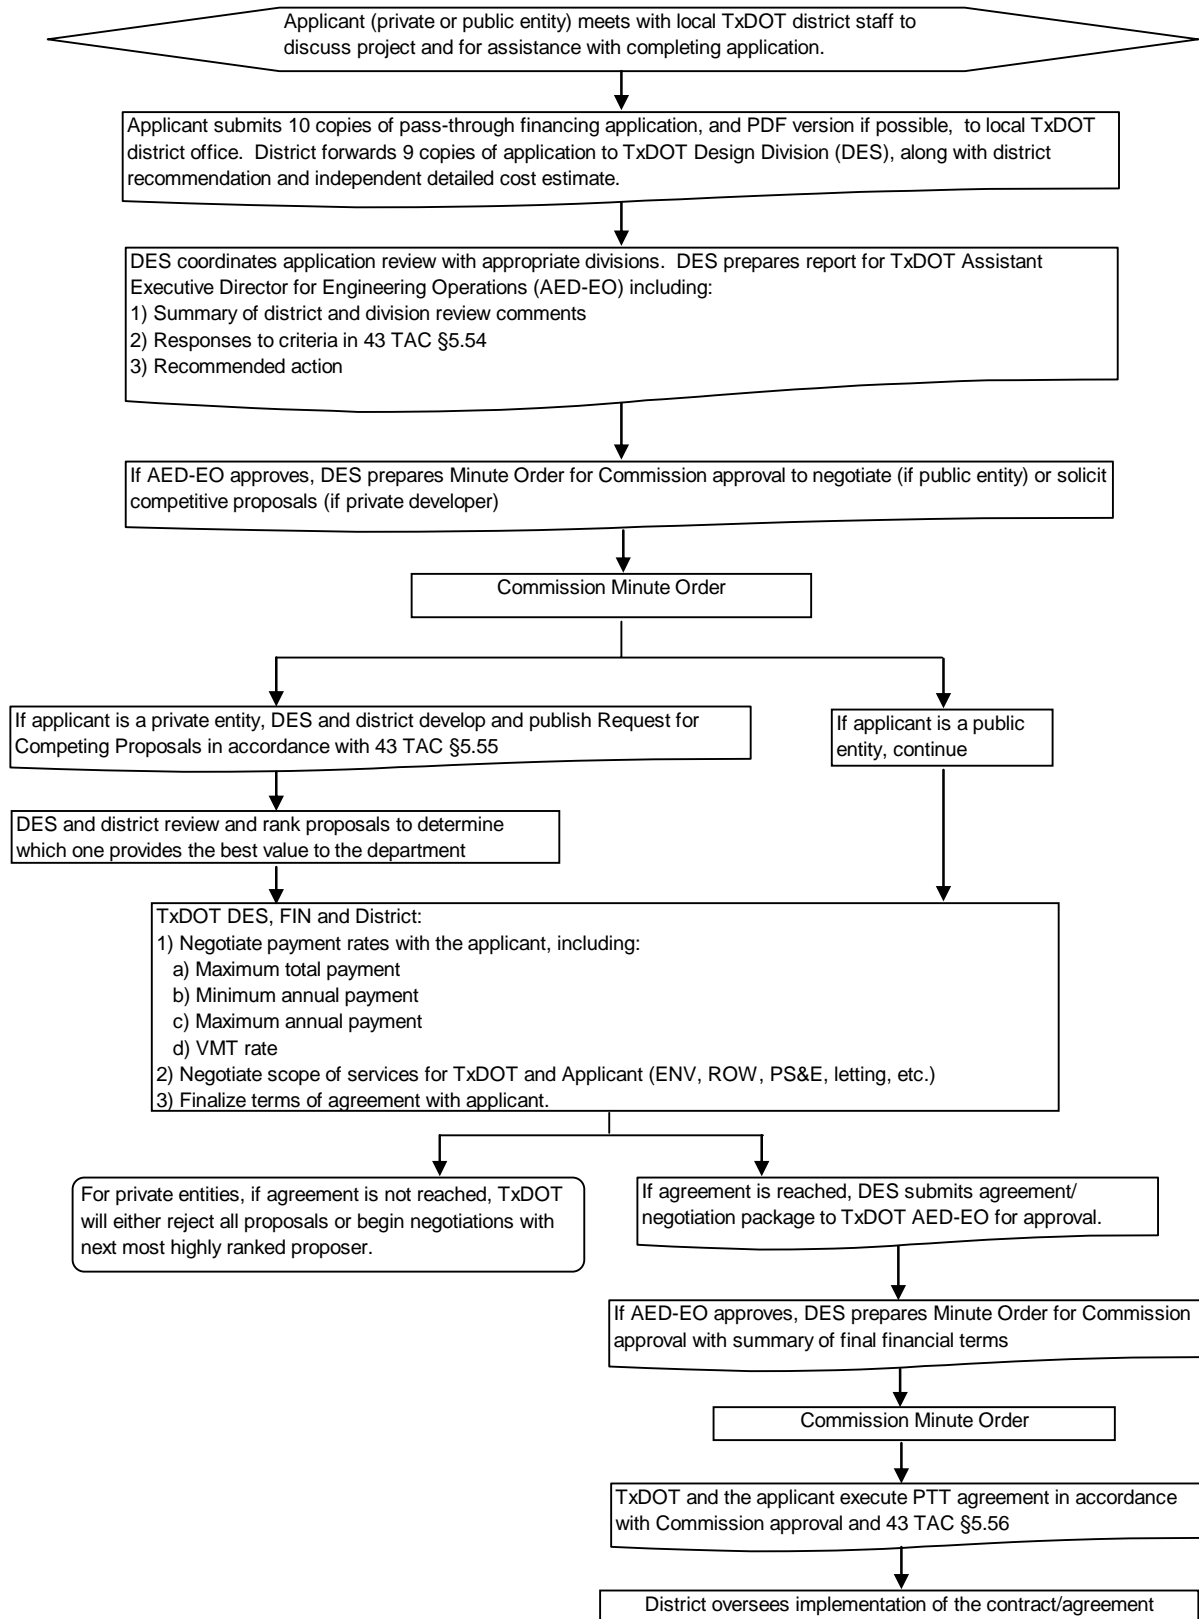 Applicant (private or public entity) meets with local TxDOT district staff to
discuss project and for assistance with completing application.
Applicant submits 10 copies of pass-through financing application, and PDF version if possible, to local TxDOT
district office. District forwards 9 copies of application to TxDOT Design Division (DES), along with district
recommendation and independent detailed cost estimate.
DES coordinates application review with appropriate divisions. DES prepares report for TxDOT Assistant
Executive Director for Engineering Operations (AED-EO) including:
1) Summary of district and division review comments
2) Responses to criteria in 43 TAC §5.54
3) Recommended action
If AED-EO approves, DES prepares Minute Order for Commission approval to negotiate (if public entity) or solicit
competitive proposals (if private developer)
Commission Minute Order
If applicant is a private entity, DES and district develop and publish Request for
Competing Proposals in accordance with 43 TAC §5.55
If applicant is a public
entity, continue
DES and district review and rank proposals to determine
which one provides the best value to the department
TxDOT DES, FIN and District:
1) Negotiate payment rates with the applicant, including:
a) Maximum total payment
b) Minimum annual payment
c) Maximum annual payment
d) VMT rate
2) Negotiate scope of services for TxDOT and Applicant (ENV, ROW, PS&E, letting, etc.)
3) Finalize terms of agreement with applicant.
For private entities, if agreement is not reached, TxDOT
will either reject all proposals or begin negotiations with
next most highly ranked proposer.
If agreement is reached, DES submits agreement/
negotiation package to TxDOT AED-EO for approval.
If AED-EO approves, DES prepares Minute Order for Commission
approval with summary of final financial terms
Commission Minute Order
TxDOT and the applicant execute PTT agreement in accordance
with Commission approval and 43 TAC §5.56
District oversees implementation of the contract/agreement